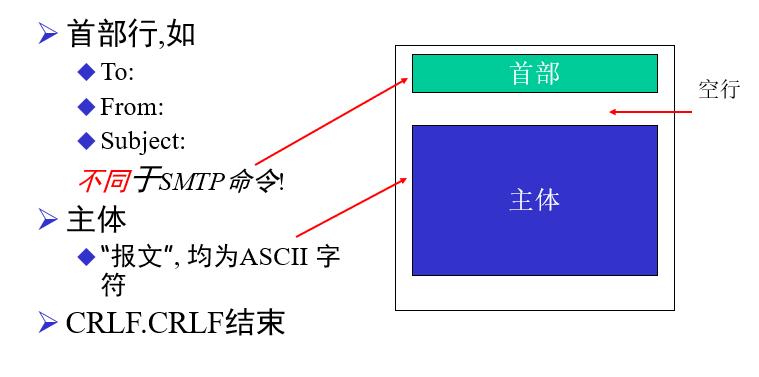 首部行,如
To:
From:
Subject:
不同于SMTP命令!
主体
“报文”, 均为ASCII 字
符
CRLF.CRLF结束
首部
空行
主体